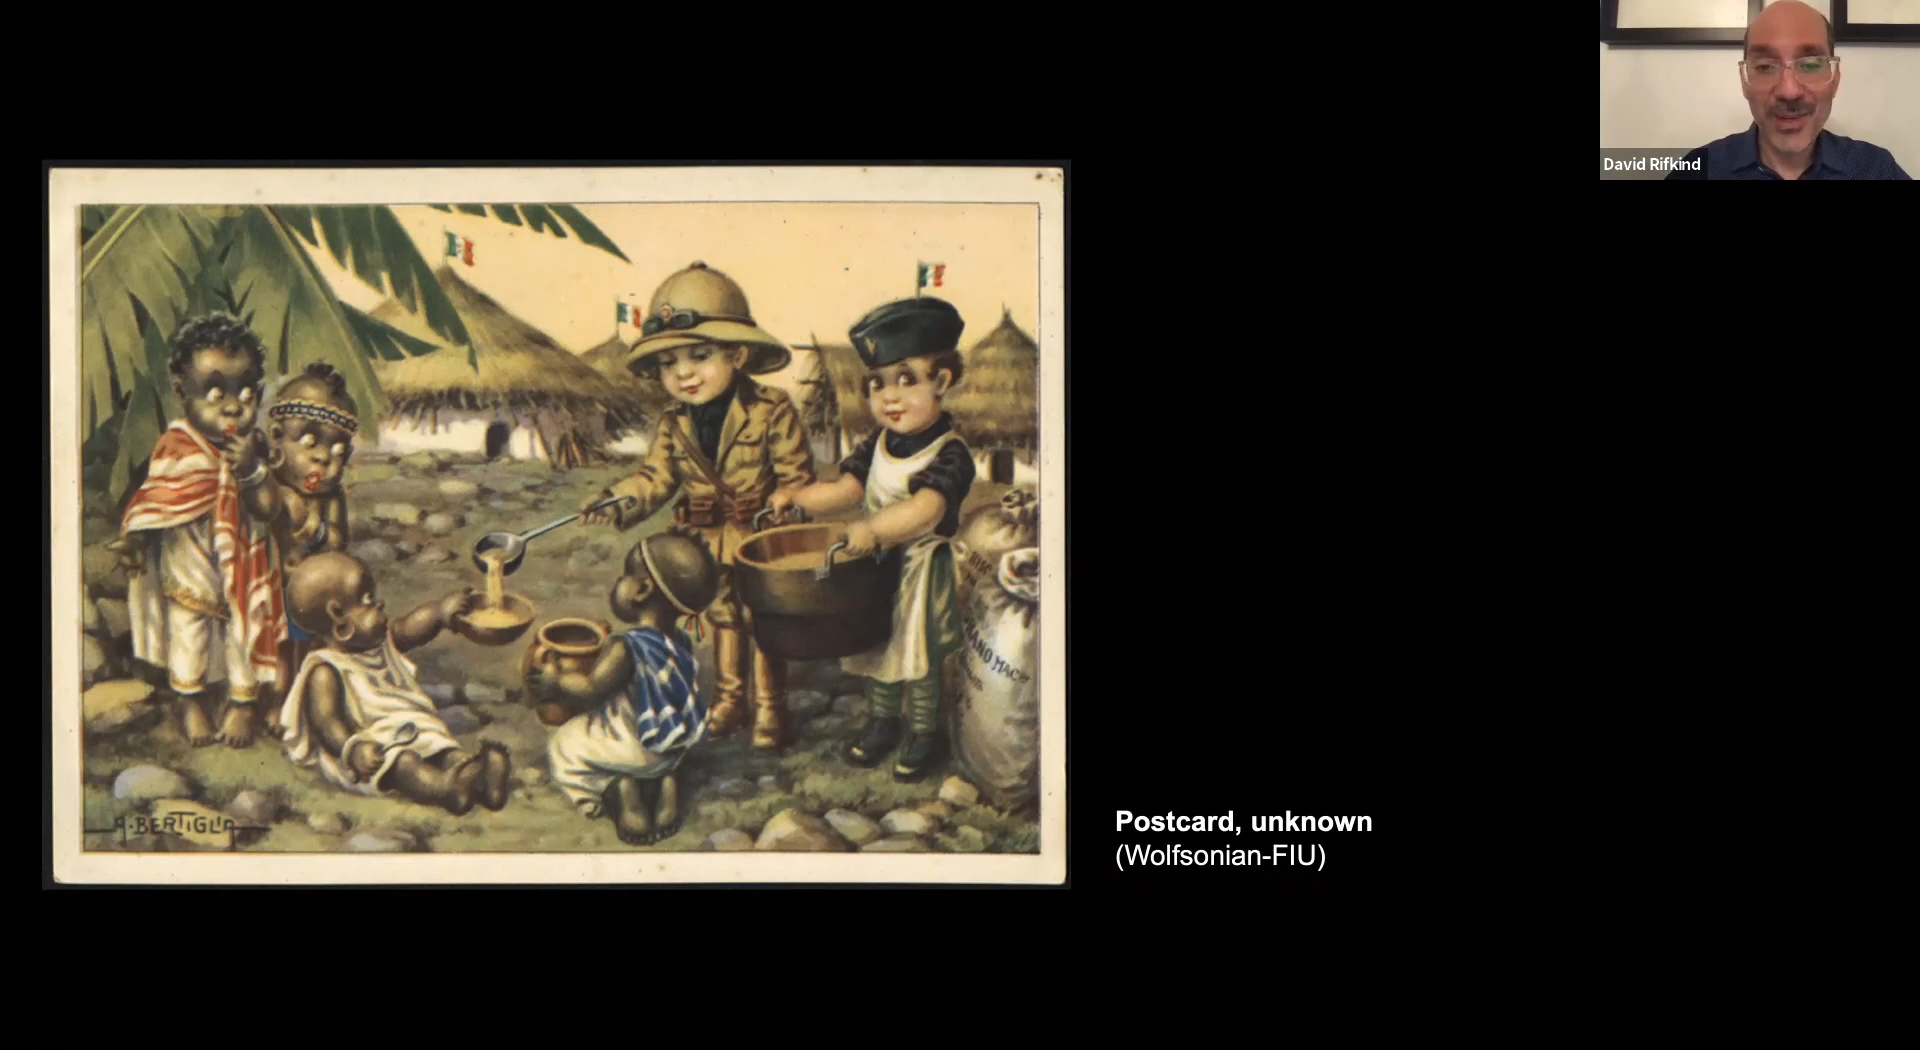 David Rifkind
A·BERTIGLIA
Postcard, unknown
(Wolfsonian-FIU)